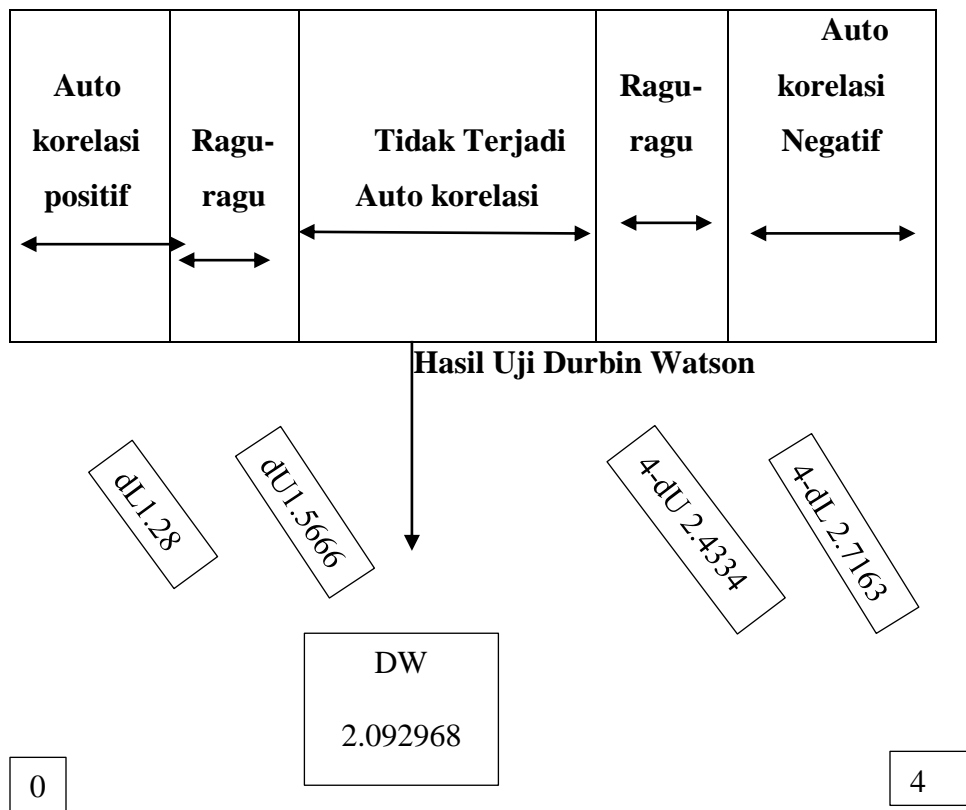 Auto
korelasi
positif
Ragu-
ragu
Tidak Terjadi
Auto korelasi
Ragu-
ragu
Auto
korelasi
Negatif
Hasil Uji Durbin Watson
dL1.28
dU1.5666
4-dU 2.4334
4-dL 2.7163
DW
2.092968
0
4